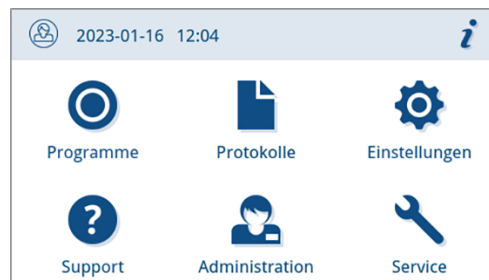 2023-01-16 12:04 i
Programme Protokolle Einstellungen
? 
Support Administration Service